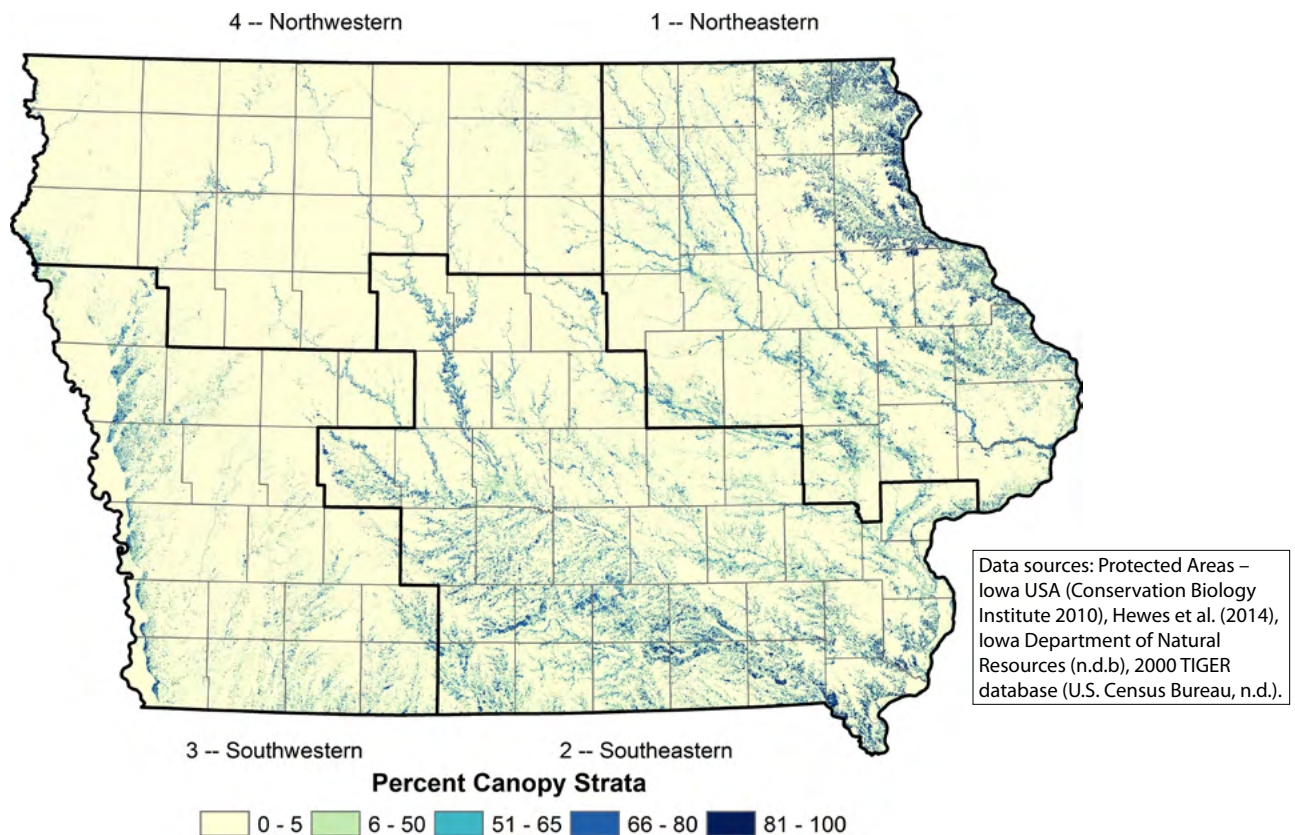 4 -- Northwestern
1 -- Northeastern
Data sources: Protected Areas –
Iowa USA (Conservation Biology
Institute 2010), Hewes et al. (2014),
Iowa Department of Natural
Resources (n.d.b), 2000 TIGER
database (U.S. Census Bureau, n.d.).
3 -- Southwestern
2 -- Southeastern
Percent Canopy Strata
0 - 5
6 - 50
51 - 65
66 - 80
81 - 100